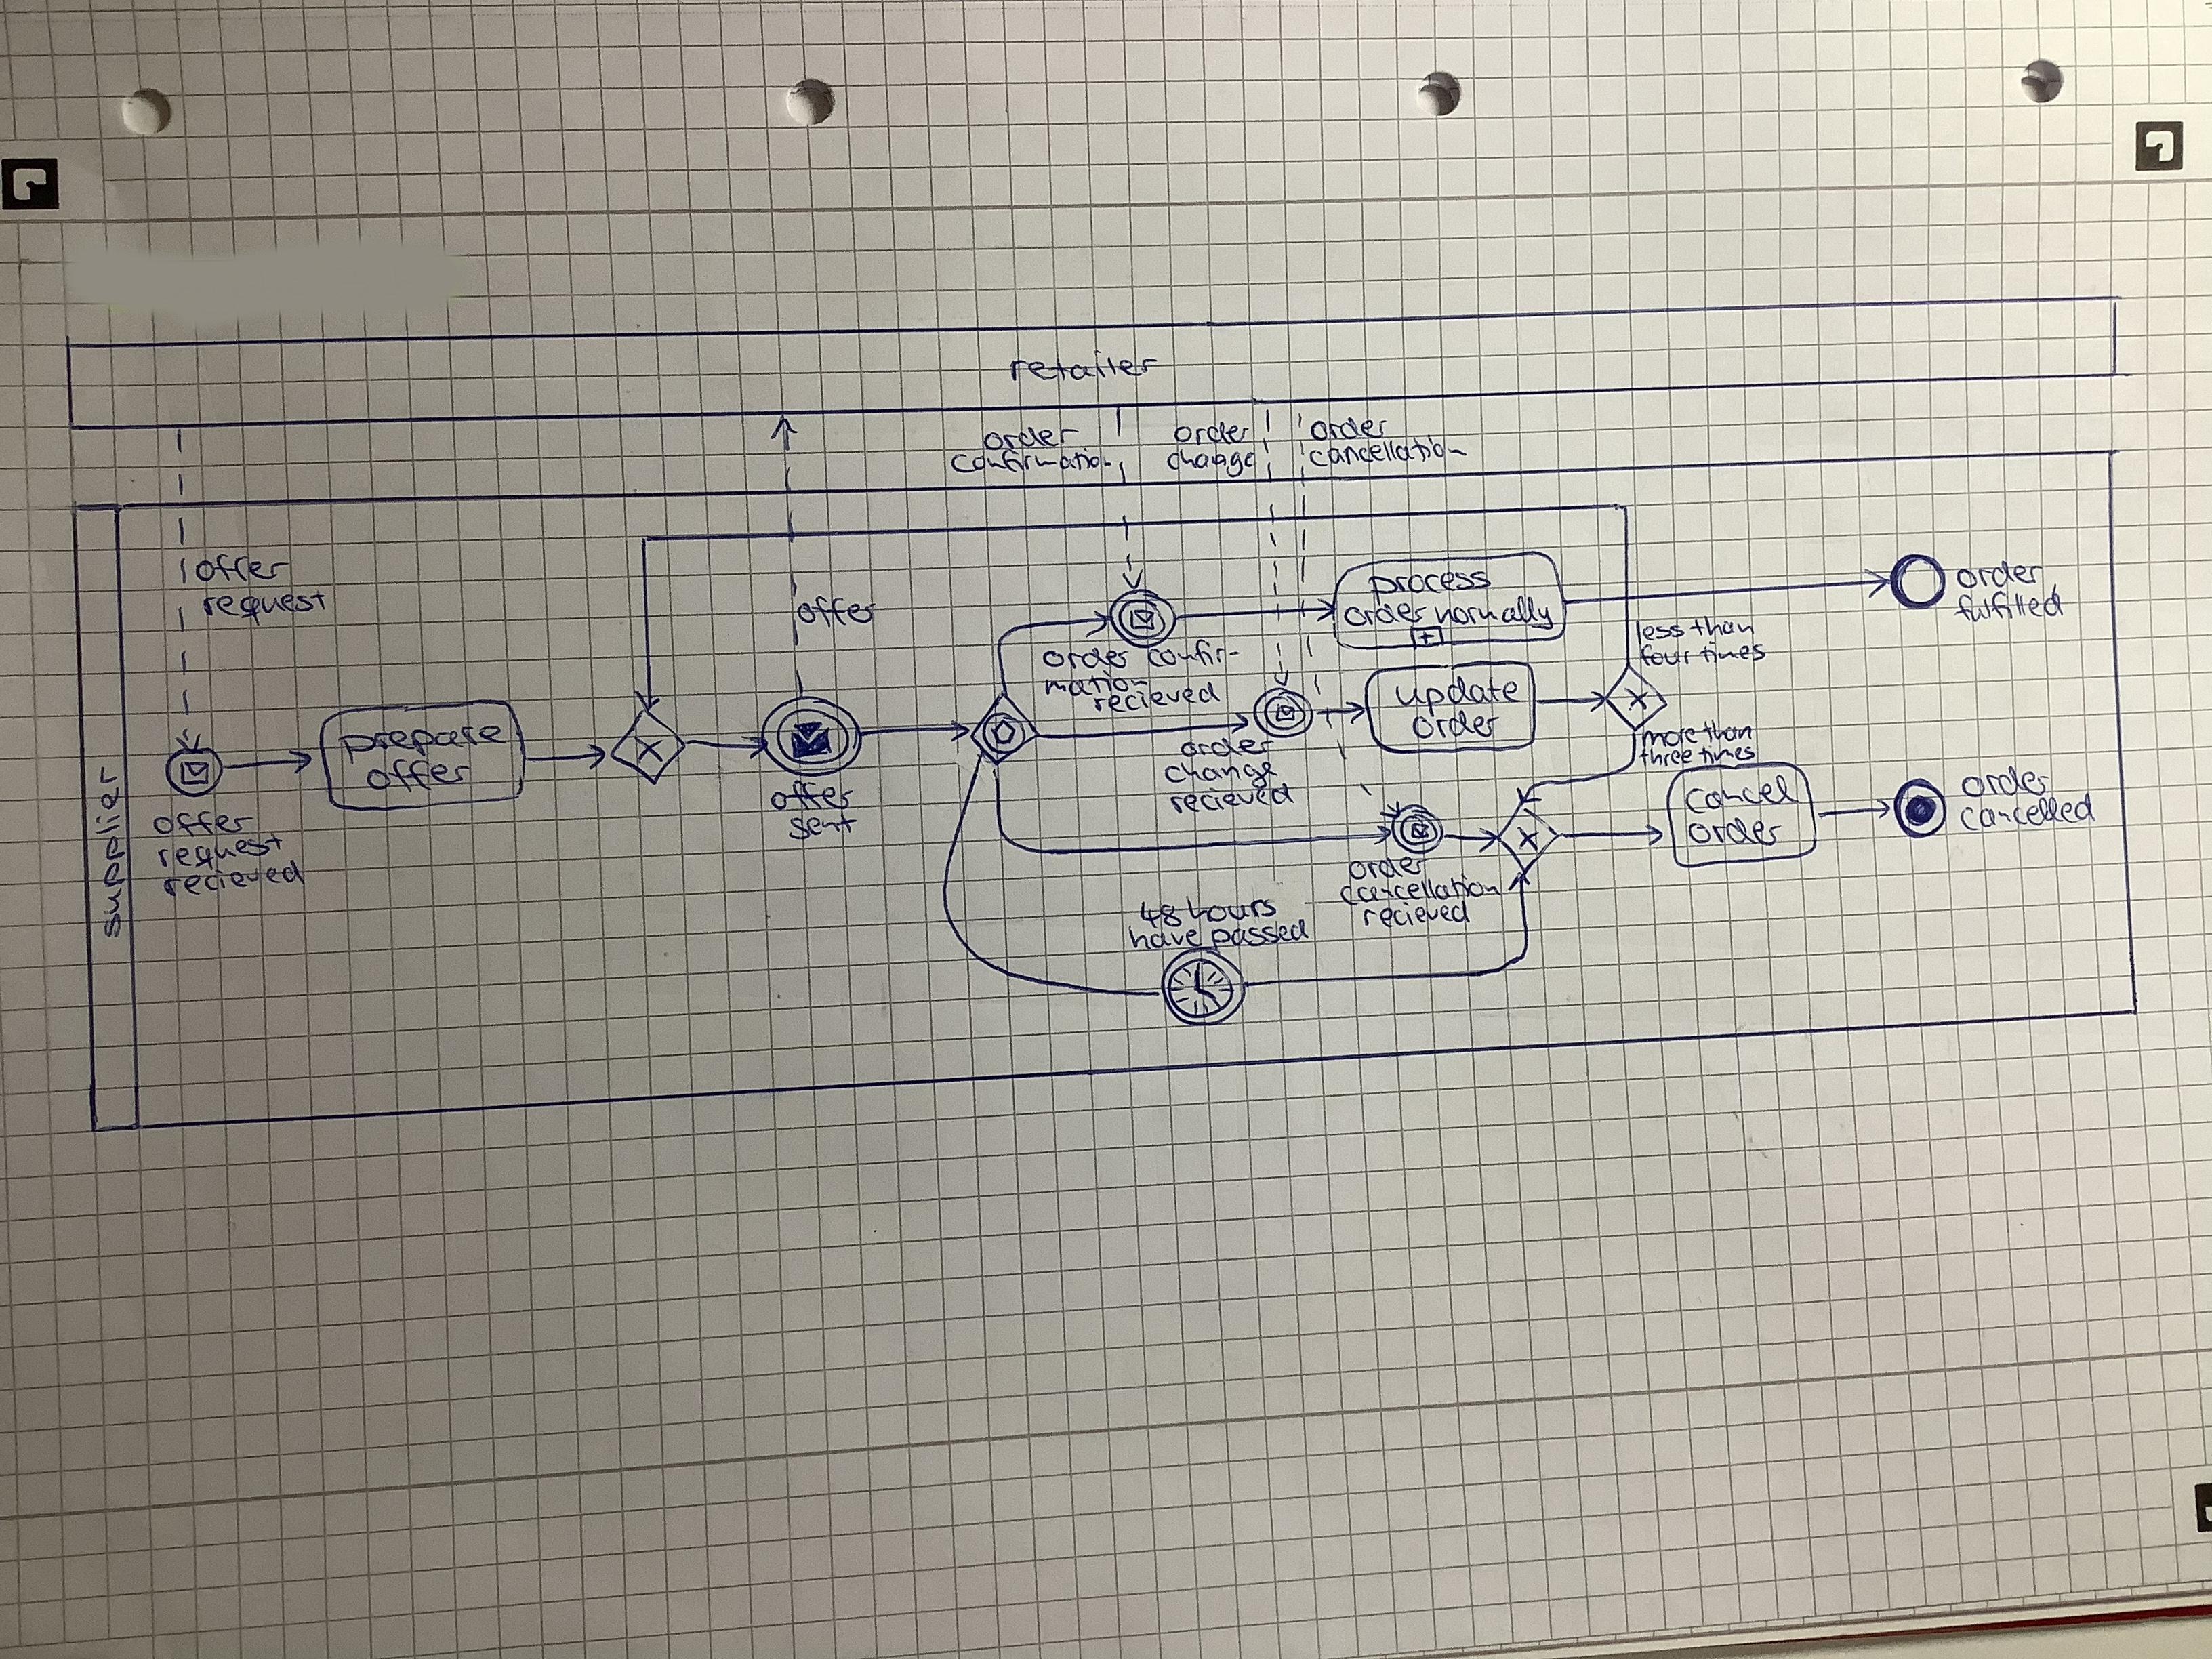 retailer
order
confirmation
order
change
order
cancellation
supplier
offer
request
offer
process
order normally
order
fulfilled
order confir-
mation
recieved
less than
four times
prepare
offer
update
order
offer
request
recieved
offer
sent
order
change
recieved
more than
three times
cancel
order
order
cancelled
order
cancellation
recieved
48 hours
have passed